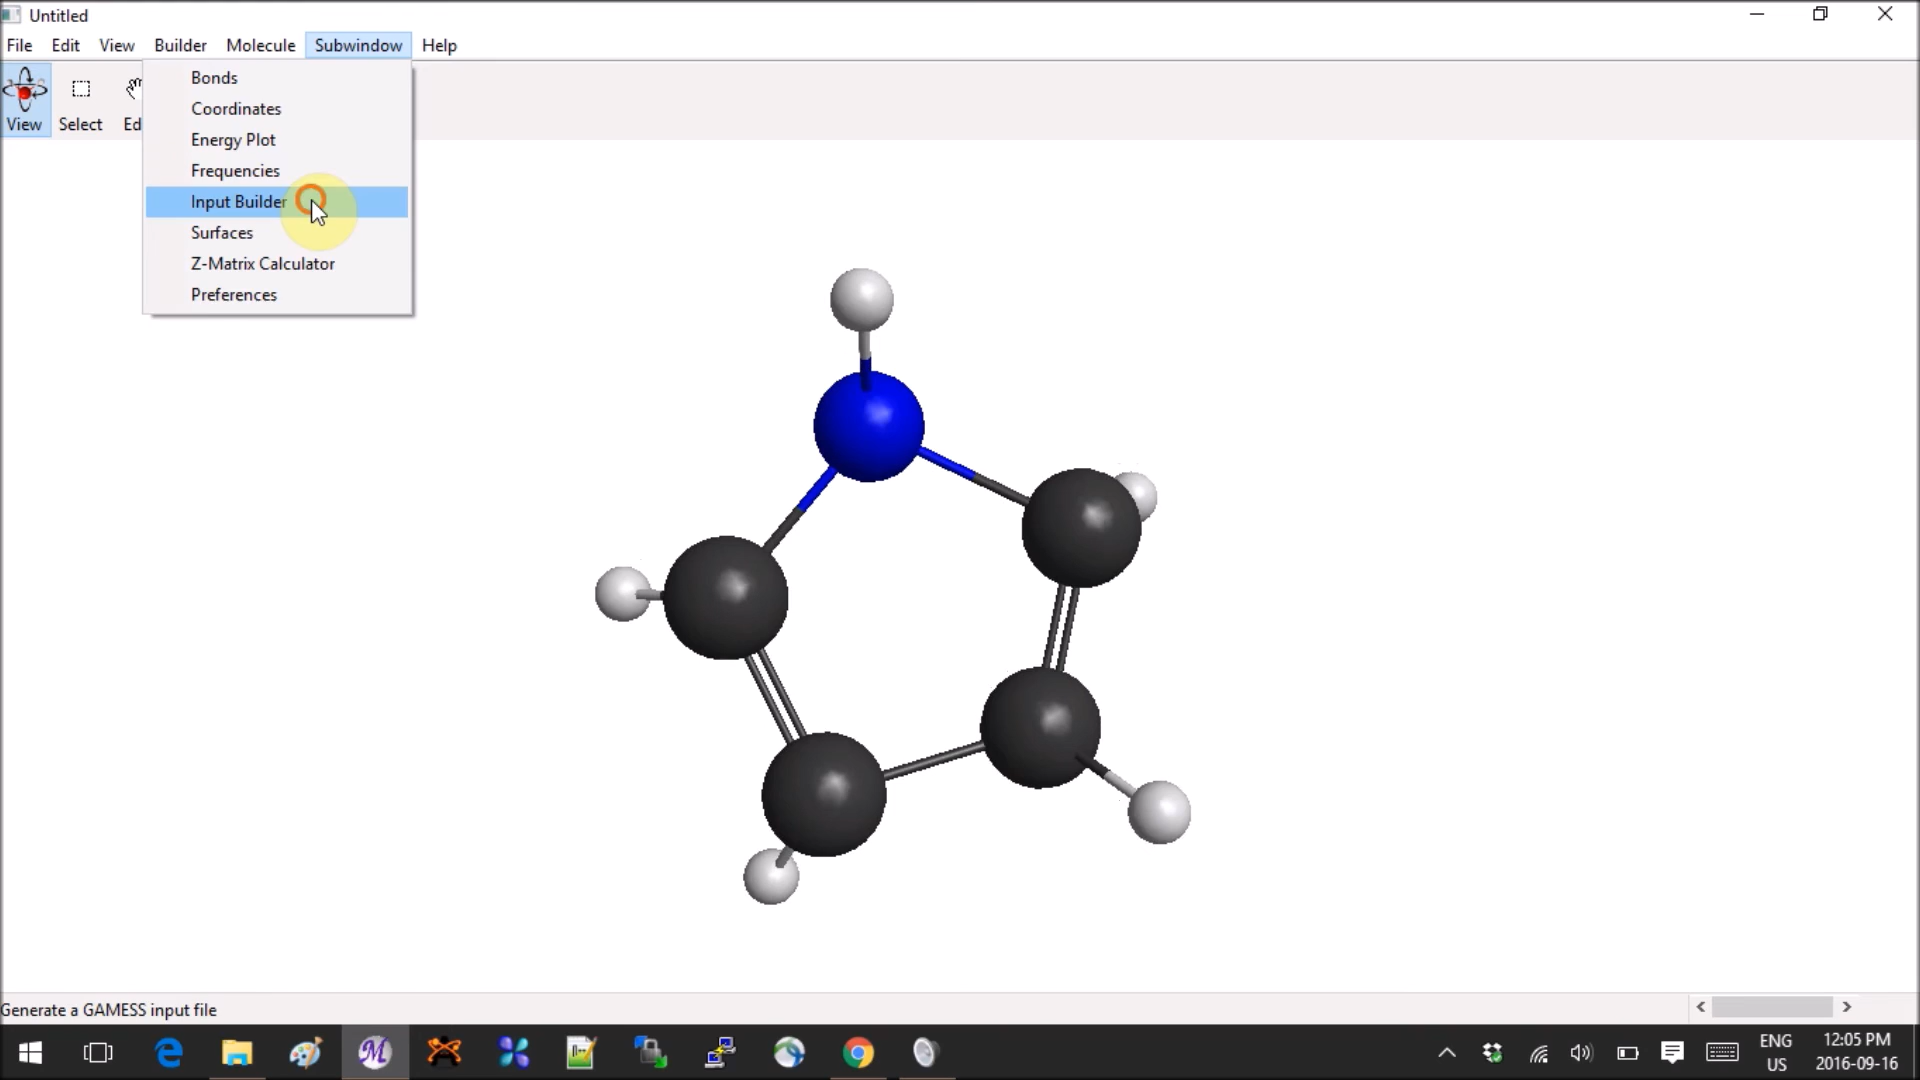 Untitled
File Edit View Builder Molecule Subwindow Help
View Select Ed
Bonds
Coordinates
Energy Plot
Frequencies
Input Builder
Surfaces
Z-Matrix Calculator
Preferences
Generate a GAMESS input file
ENG
US
12:05 PM
2016-09-16